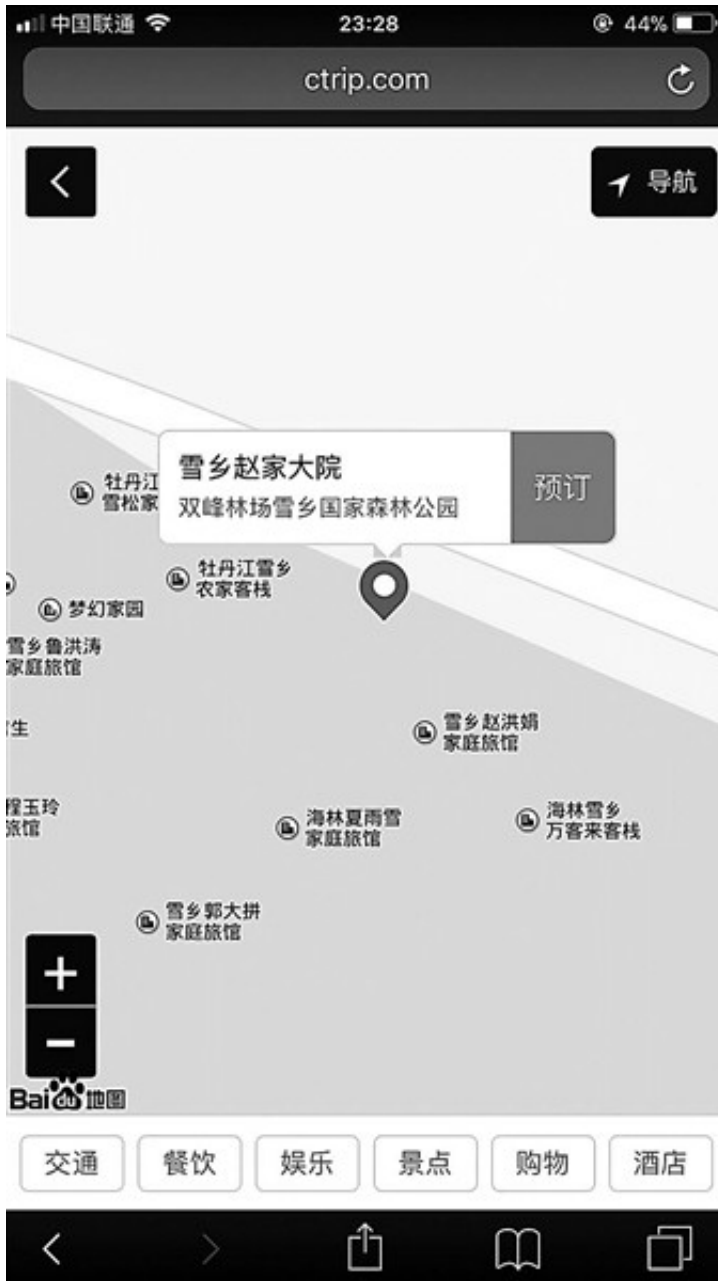 中国联通
23:28
44%
ctrip.com
导航
雪乡赵家大院
双峰林场雪乡国家森林公园
预订
牡丹江
雪松家
牡丹江雪乡
农家客栈
梦幻家园
雪乡鲁洪涛
家庭旅馆
生
雪乡赵洪娟
家庭旅馆
程玉玲
旅馆
海林夏雨雪
家庭旅馆
海林雪乡
万客来客栈
雪乡郭大拼
家庭旅馆
+
−
Bai du 地图
交通
餐饮
娱乐
景点
购物
酒店